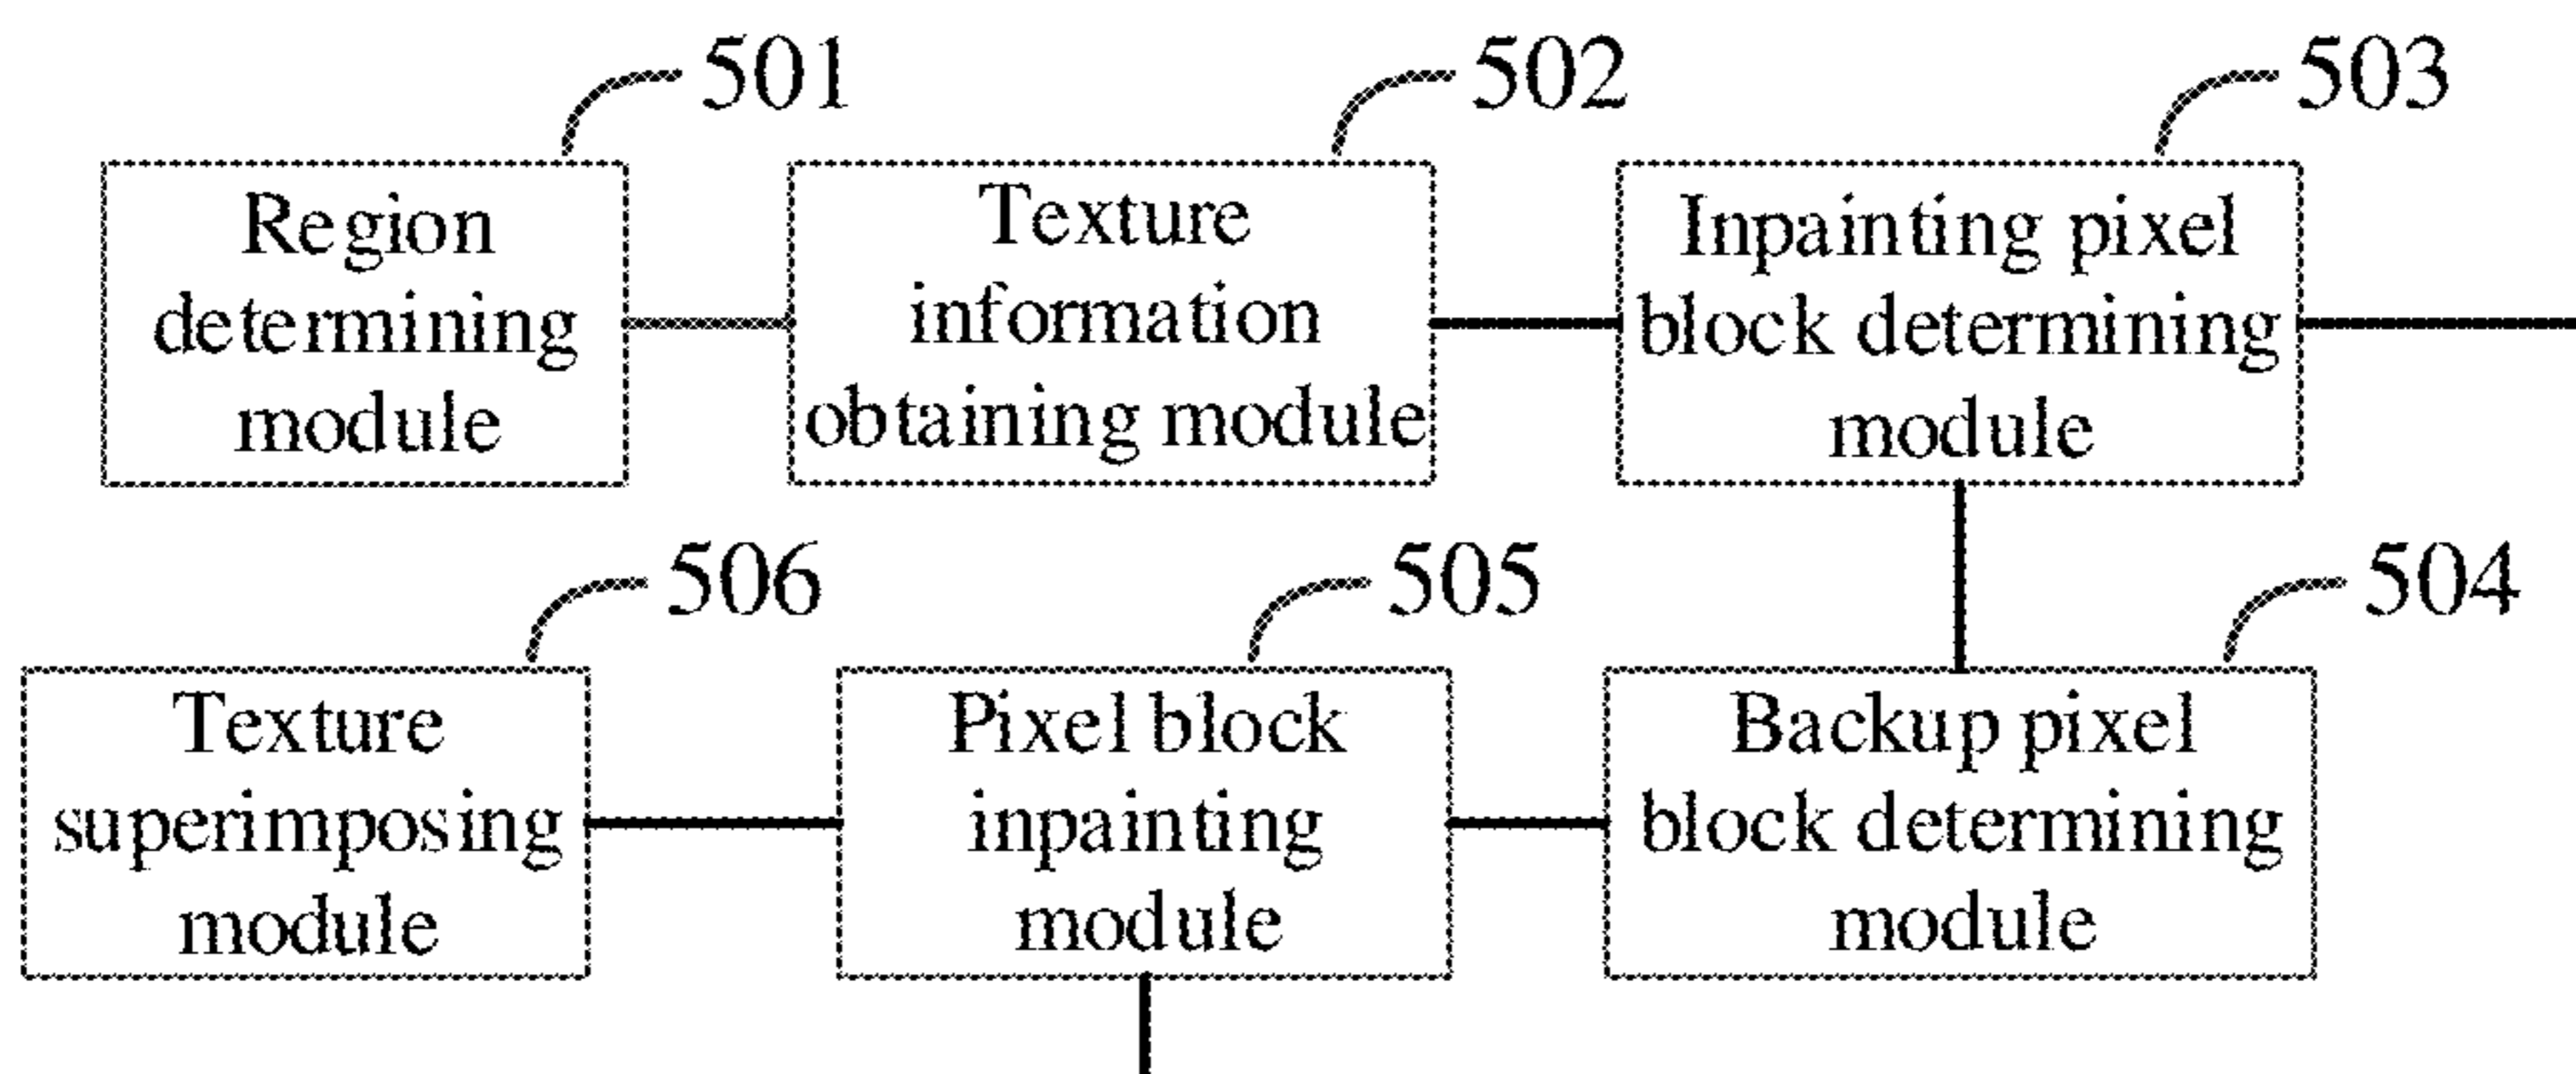 501
502
503
Region
determining
module
Texture
information
obtaining module
Inpainting pixel
block determining
module
506
505
504
Texture
superimposing
module
Pixel block
inpainting
module
Backup pixel
block determining
module